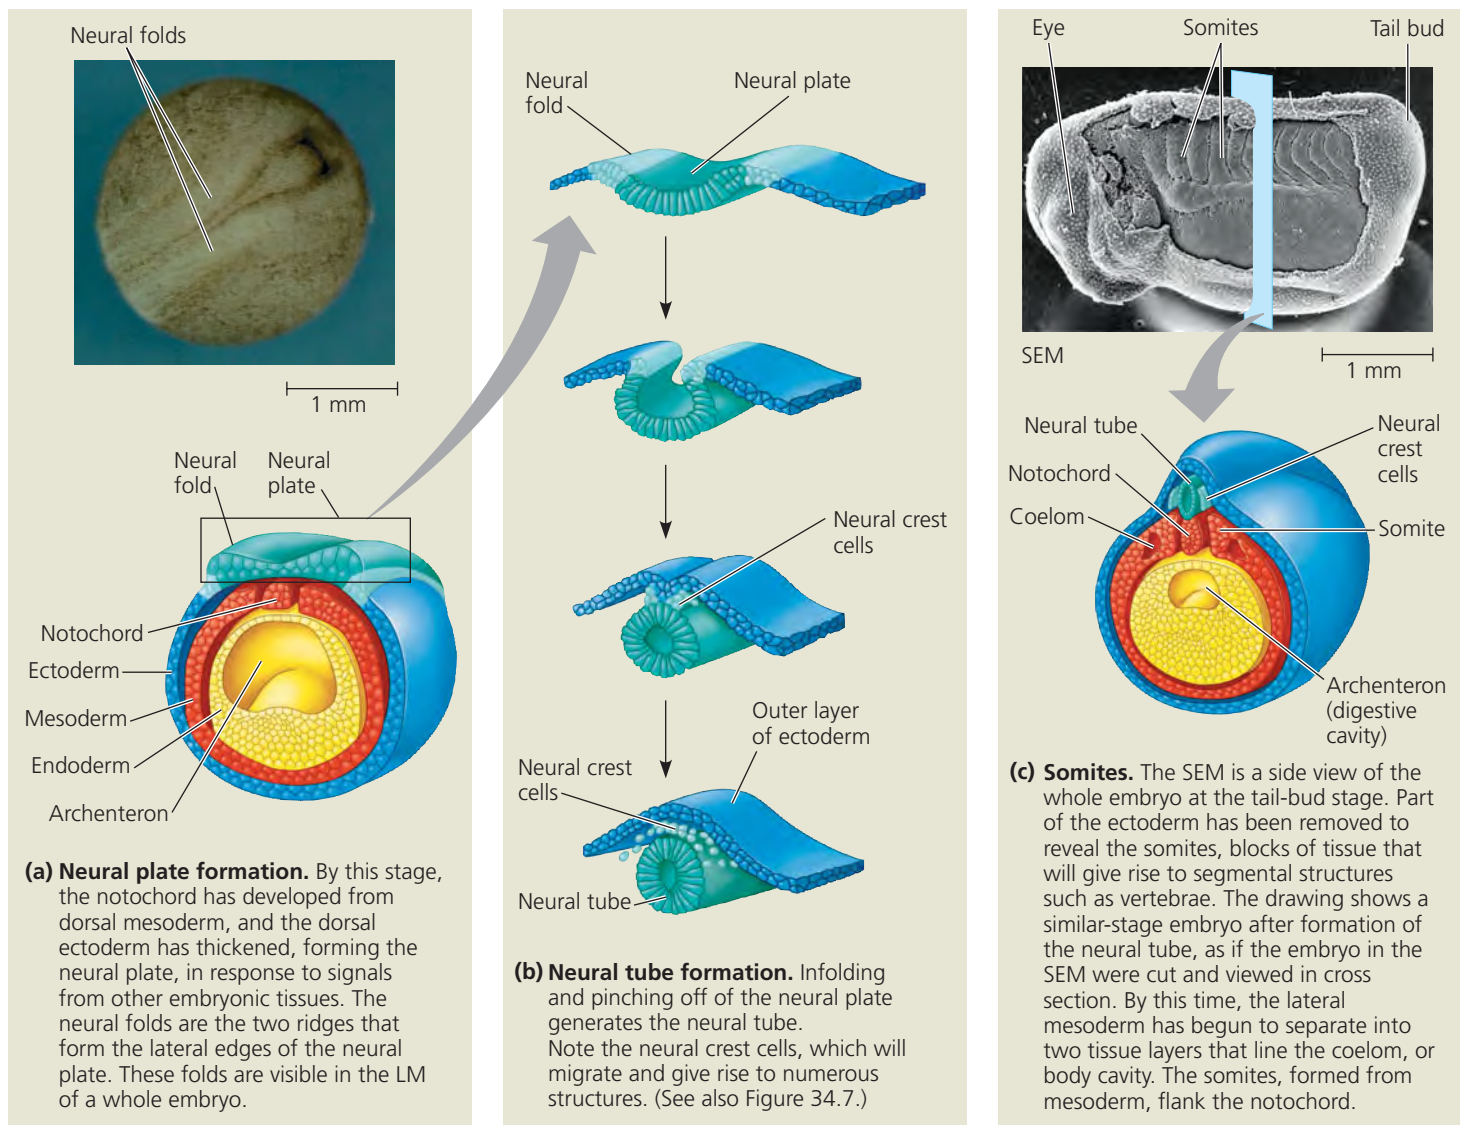 Neural folds
1 mm
Neural
fold
Neural
plate
Notochord
Ectoderm
Mesoderm
Endoderm
Archenteron
(a) Neural plate formation. By this stage,
the notochord has developed from
dorsal mesoderm, and the dorsal
ectoderm has thickened, forming the
neural plate, in response to signals
from other embryonic tissues. The
neural folds are the two ridges that
form the lateral edges of the neural
plate. These folds are visible in the LM
of a whole embryo.
Neural
fold
Neural plate
Neural crest
cells
Outer layer
of ectoderm
Neural crest
cells
Neural tube
(b) Neural tube formation. Infolding
and pinching off of the neural plate
generates the neural tube.
Note the neural crest cells, which will
migrate and give rise to numerous
structures. (See also Figure 34.7.)
Eye
Somites
Tail bud
SEM
1 mm
Neural tube
Neural
crest
cells
Notochord
Coelom
Somite
Archenteron
(digestive
cavity)
(c) Somites. The SEM is a side view of the
whole embryo at the tail-bud stage. Part
of the ectoderm has been removed to
reveal the somites, blocks of tissue that
will give rise to segmental structures
such as vertebrae. The drawing shows a
similar-stage embryo after formation of
the neural tube, as if the embryo in the
SEM were cut and viewed in cross
section. By this time, the lateral
mesoderm has begun to separate into
two tissue layers that line the coelom, or
body cavity. The somites, formed from
mesoderm, flank the notochord.